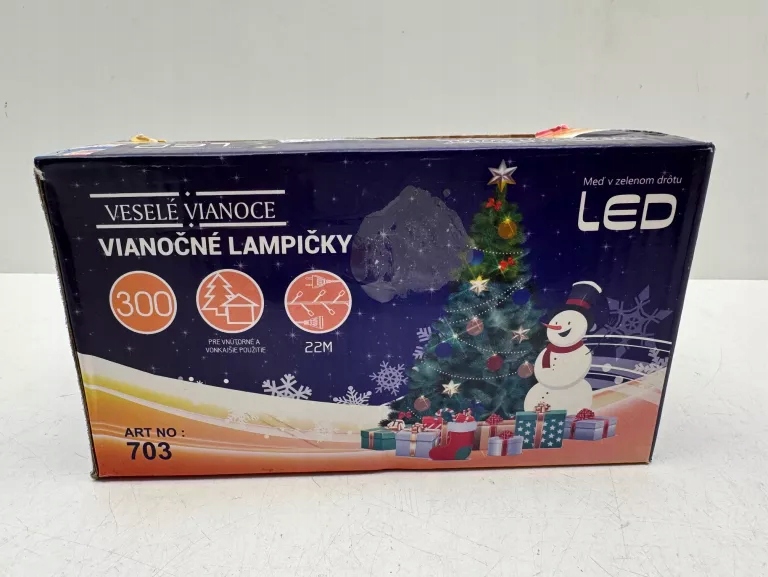 VESELÉ VIANOCE
VIANOČNÉ LAMPIČKY
300
PRE VNÚTORNÉ A
VONKAJŠIE POUŽITIE
22M
Meď v zelenom drôtu
LED
ART NO :
703